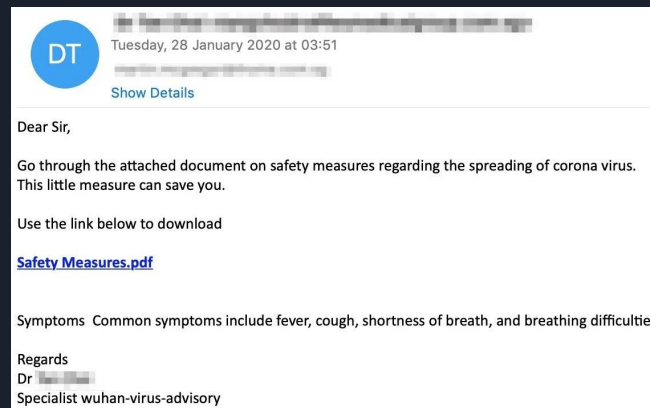 DT
Tuesday, 28 January 2020 at 03:51
Show Details
Dear Sir,
Go through the attached document on safety measures regarding the spreading of corona virus.
This little measure can save you.
Use the link below to download
Safety Measures.pdf
Symptoms  Common symptoms include fever, cough, shortness of breath, and breathing difficultie
Regards
Dr
Specialist wuhan-virus-advisory